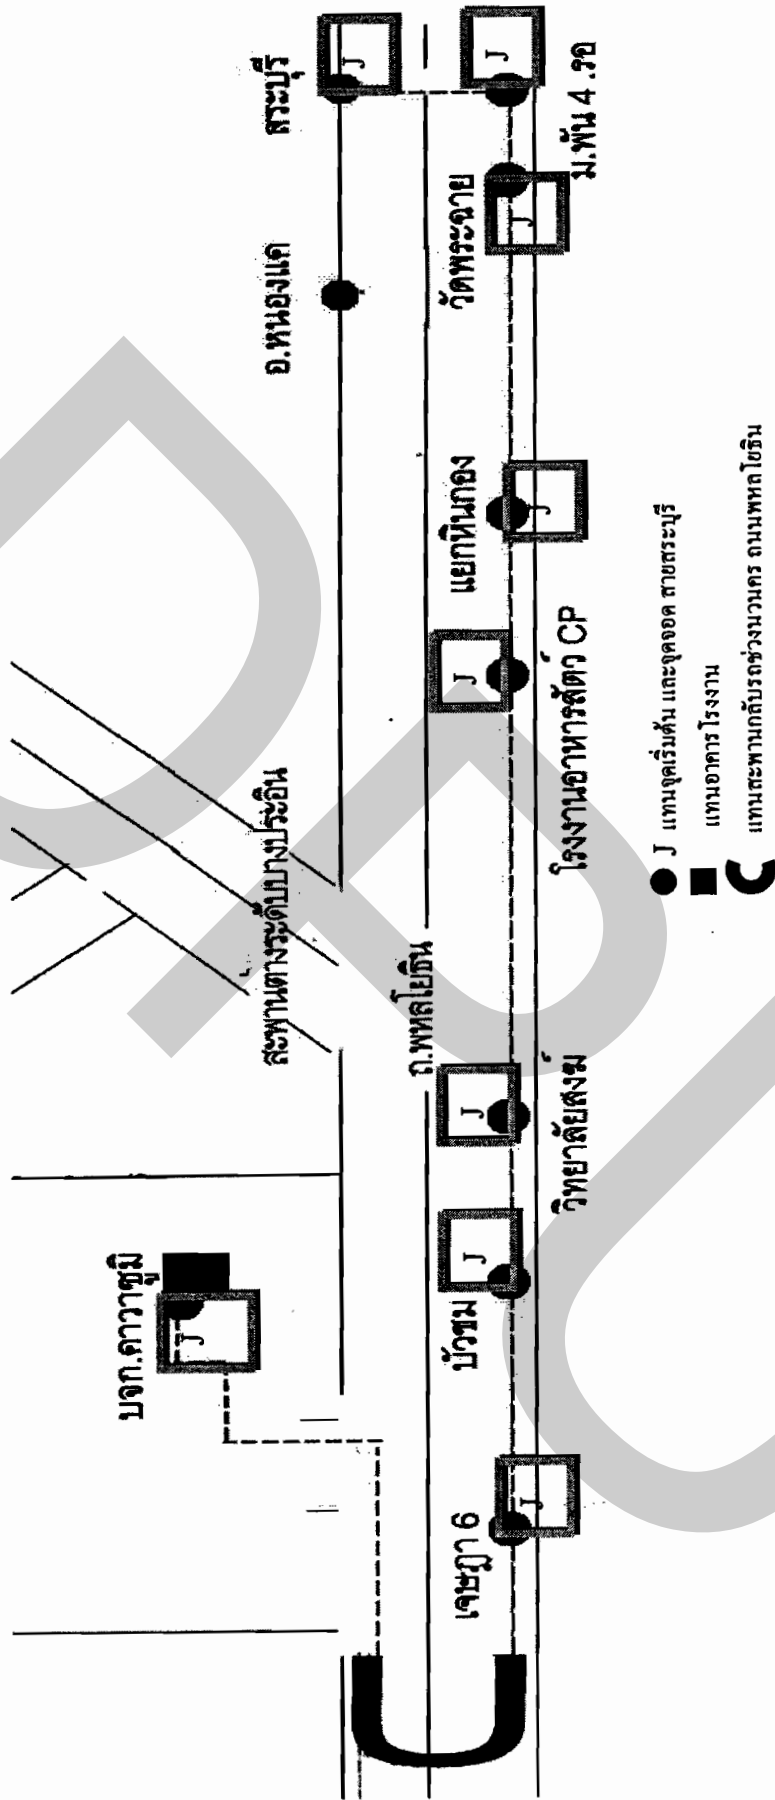 สระบุรี
J
J
ม.พัน 4 .รอ
อ.หนองแค
วัดพระฉาย
J
แยกหินกอง
J
J
โรงงานอาหารสัตว์ CP
สะพานต่างระดับบางปะอิน
ถ.พหลโยธิน
วิทยาลัยสงฆ์
J
บัวชม
J
บจก.คาวาซูมิ
J
เจษฎา 6
J
J แทนจุดเริ่มต้น และจุดจอด สายสระบุรี
แทนอาคารโรงงาน
แทนสะพานกลับรถช่วงนวนคร ถนนพหลโยธิน